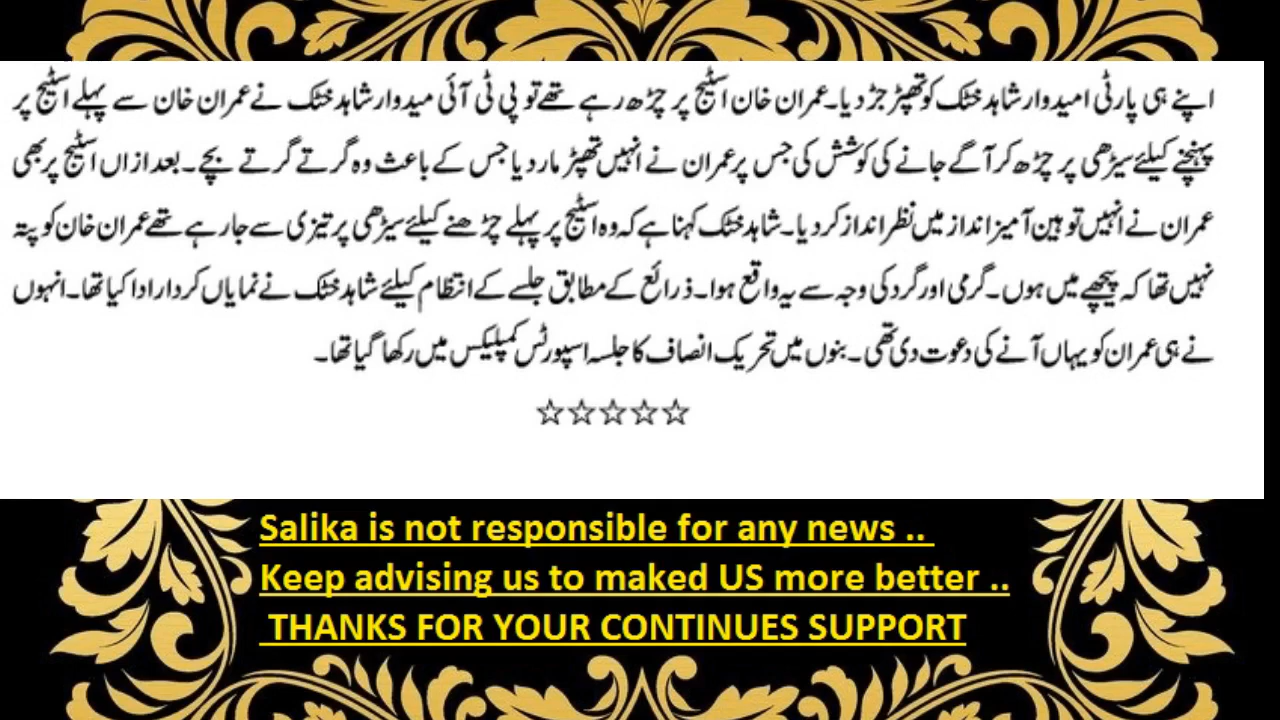 اپنے ہی پارٹی امیدوار شاہد خٹک کو تھپڑ جڑ دیا۔ عمران خان اسٹیج پر چڑھ رہے تھے تو پی ٹی آئی میدوار شاہد خٹک نے عمران خان سے پہلے اسٹیج پر
پہنچنے کیلئے سیڑھی پر چڑھ کر آگے جانے کی کوشش کی جس پر عمران نے انہیں تھپڑ مار دیا جس کے باعث وہ گرتے گرتے بچے۔ بعد ازاں اسٹیج پر بھی
عمران نے انہیں توہین آمیز انداز میں نظر انداز کر دیا۔ شاہد خٹک کہنا ہے کہ وہ اسٹیج پر پہلے چڑھنے کیلئے سیڑھی پر تیزی سے جا رہے تھے عمران خان کو پتہ
نہیں تھا کہ پیچھے میں ہوں۔ گرمی اور گرد کی وجہ سے یہ واقع ہوا۔ ذرائع کے مطابق جلسے کے انتظام کیلئے شاہد خٹک نے نمایاں کردار ادا کیا تھا۔ انہوں
نے ہی عمران کو یہاں آنے کی دعوت دی تھی۔ بنوں میں تحریک انصاف کا جلسہ اسپورٹس کمپلیکس میں رکھا گیا تھا۔
☆☆☆☆☆
Salika is not responsible for any news ..
Keep advising us to maked US more better ..
THANKS FOR YOUR CONTINUES SUPPORT